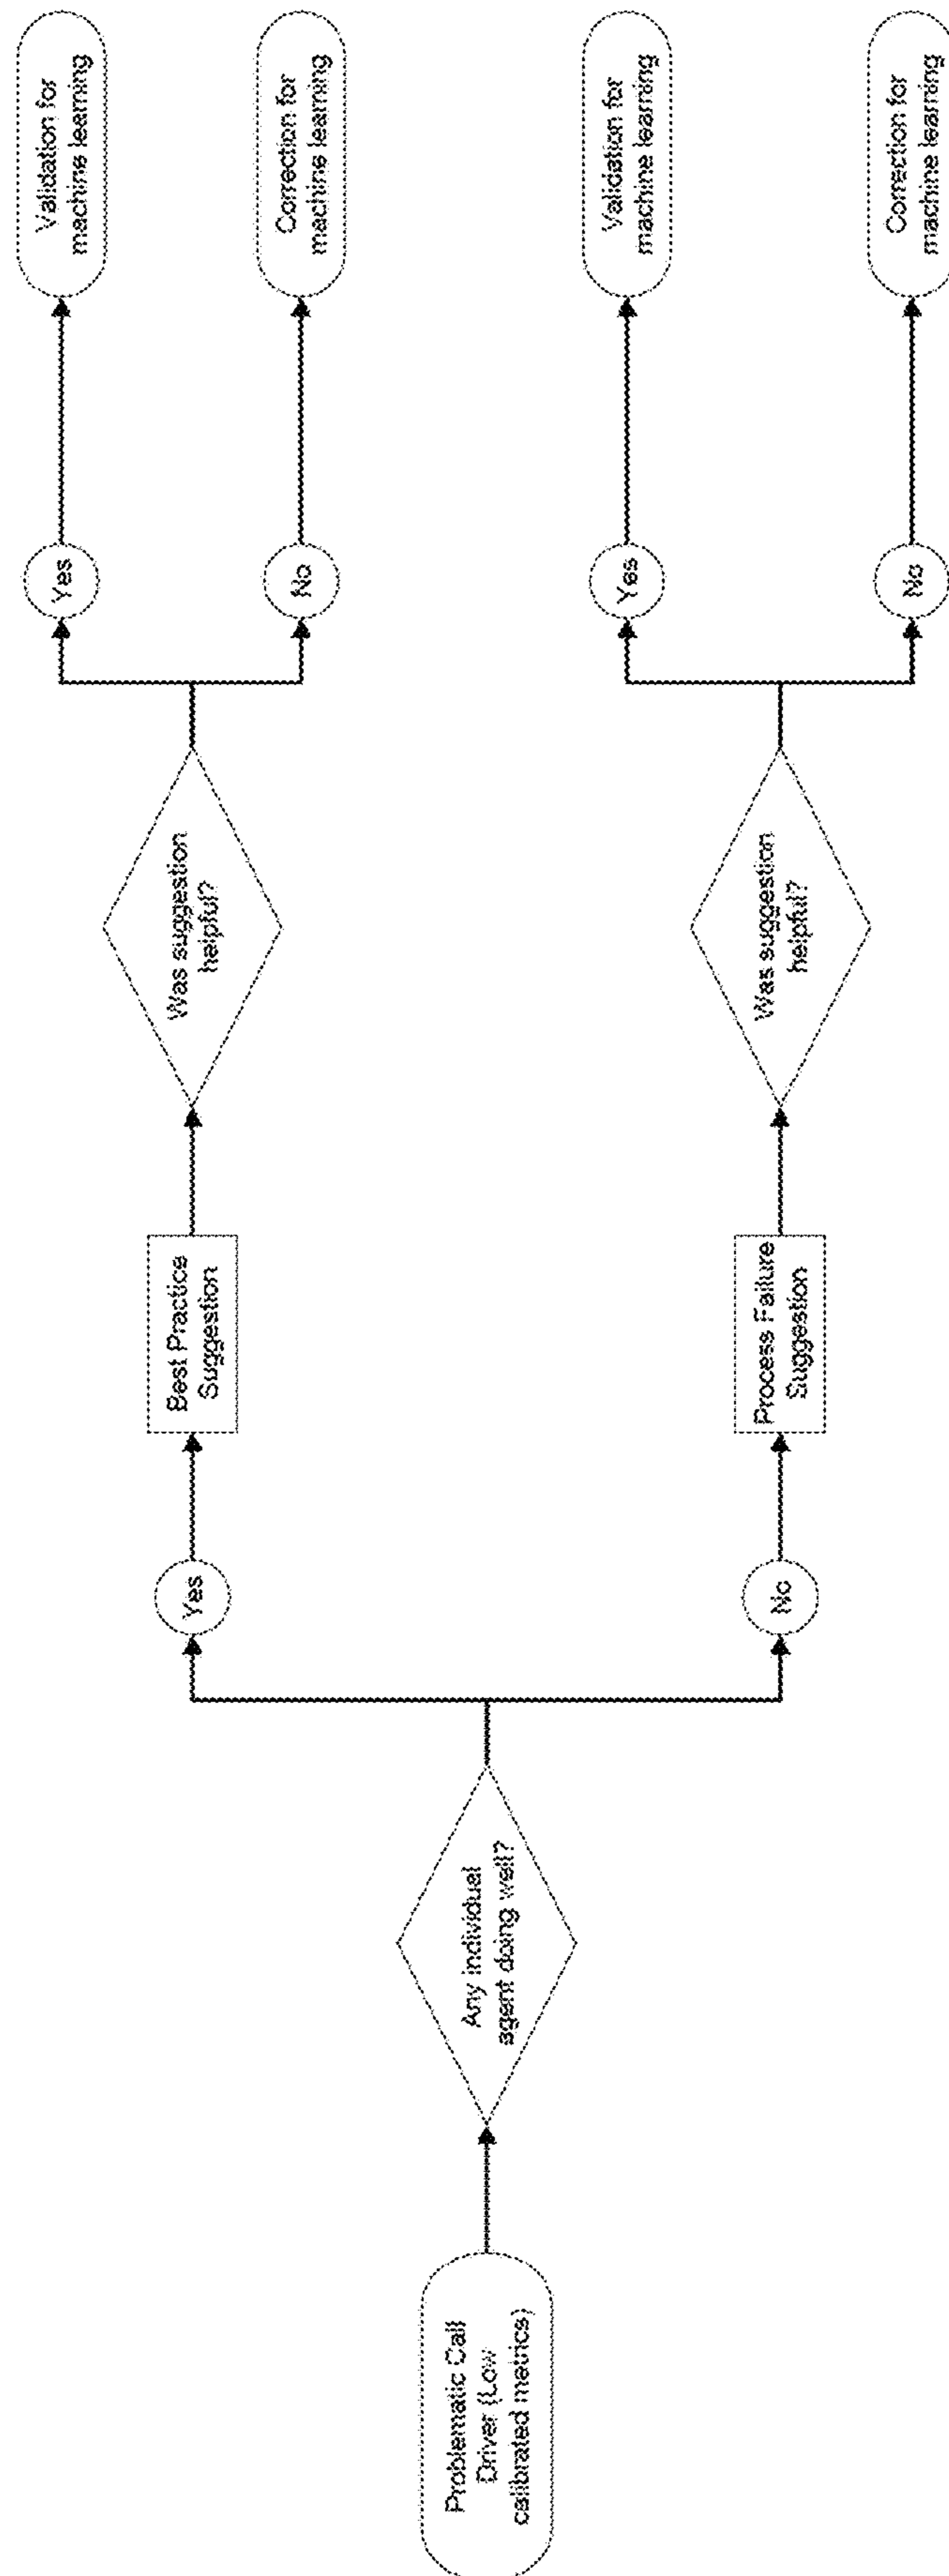 Problematic Call
Driver (Low
calibrated metrics)
Any individual
agent doing well?
Yes
Best Practice
Suggestion
Was suggestion
helpful?
Yes
Validation for
machine learning
No
Correction for
machine learning
No
Process Failure
Suggestion
Was suggestion
helpful?
Yes
Validation for
machine learning
No
Correction for
machine learning